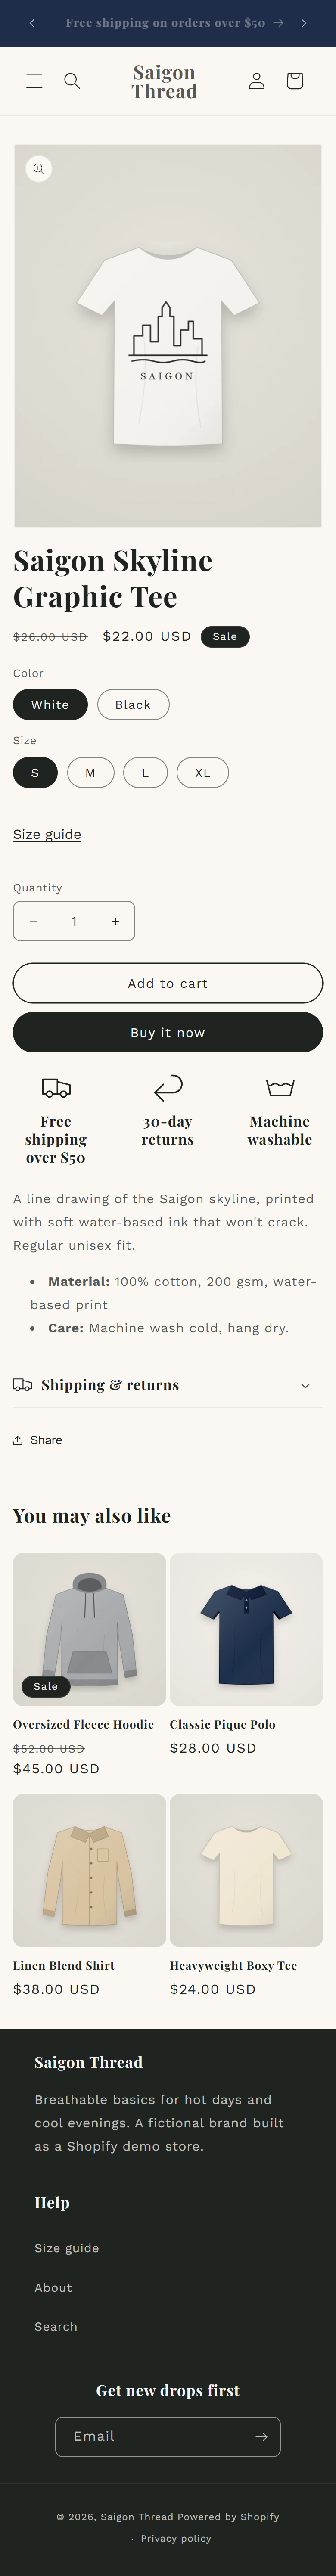 Free shipping on orders over $50
Saigon
Thread
SAIGON
Saigon Skyline
Graphic Tee
$26.00 USD $22.00 USD Sale
Color
White Black
Size
S M L XL
Size guide
Quantity
1
Add to cart
Buy it now
Free
shipping
over $50
30-day
returns
Machine
washable
A line drawing of the Saigon skyline, printed
with soft water-based ink that won't crack.
Regular unisex fit.
• Material: 100% cotton, 200 gsm, water-
based print
• Care: Machine wash cold, hang dry.
Shipping & returns
Share
You may also like
Sale
Oversized Fleece Hoodie
$52.00 USD
$45.00 USD
Classic Pique Polo
$28.00 USD
Linen Blend Shirt
$38.00 USD
Heavyweight Boxy Tee
$24.00 USD
Saigon Thread
Breathable basics for hot days and
cool evenings. A fictional brand built
as a Shopify demo store.
Help
Size guide
About
Search
Get new drops first
Email
© 2026, Saigon Thread Powered by Shopify
· Privacy policy